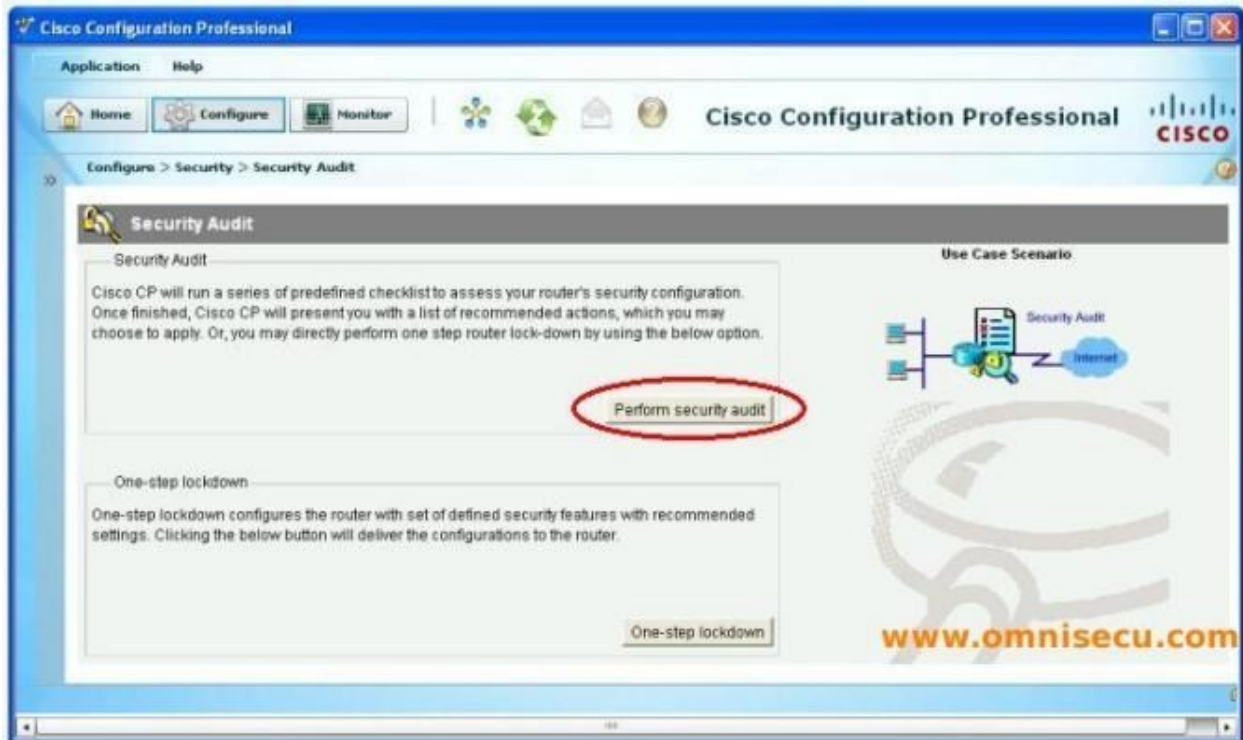 Cisco Configuration Professional
Application Help
Home Configure Monitor Cisco Configuration Professional
CISCO
Configure > Security > Security Audit
Security Audit
Security Audit
Cisco CP will run a series of predefined checklist to assess your router's security configuration.
Once finished, Cisco CP will present you with a list of recommended actions, which you may
choose to apply. Or, you may directly perform one step router lock-down by using the below option.
Perform security audit
Use Case Scenario
Security Audit
Internet
One-step lockdown
One-step lockdown configures the router with set of defined security features with recommended
settings. Clicking the below button will deliver the configurations to the router.
One-step lockdown
www.omnisecu.com